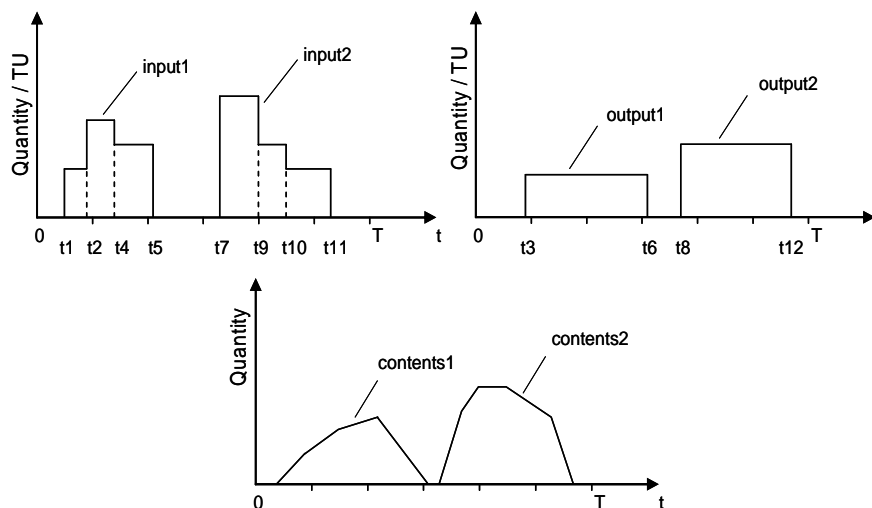 Quantity / TU
input1
input2
0
t1 t2 t4 t5 t7 t9 t10 t11 T t
Quantity / TU
output1
output2
0
t3 t6 t8 t12 T
Quantity
contents1
contents2
0 T t